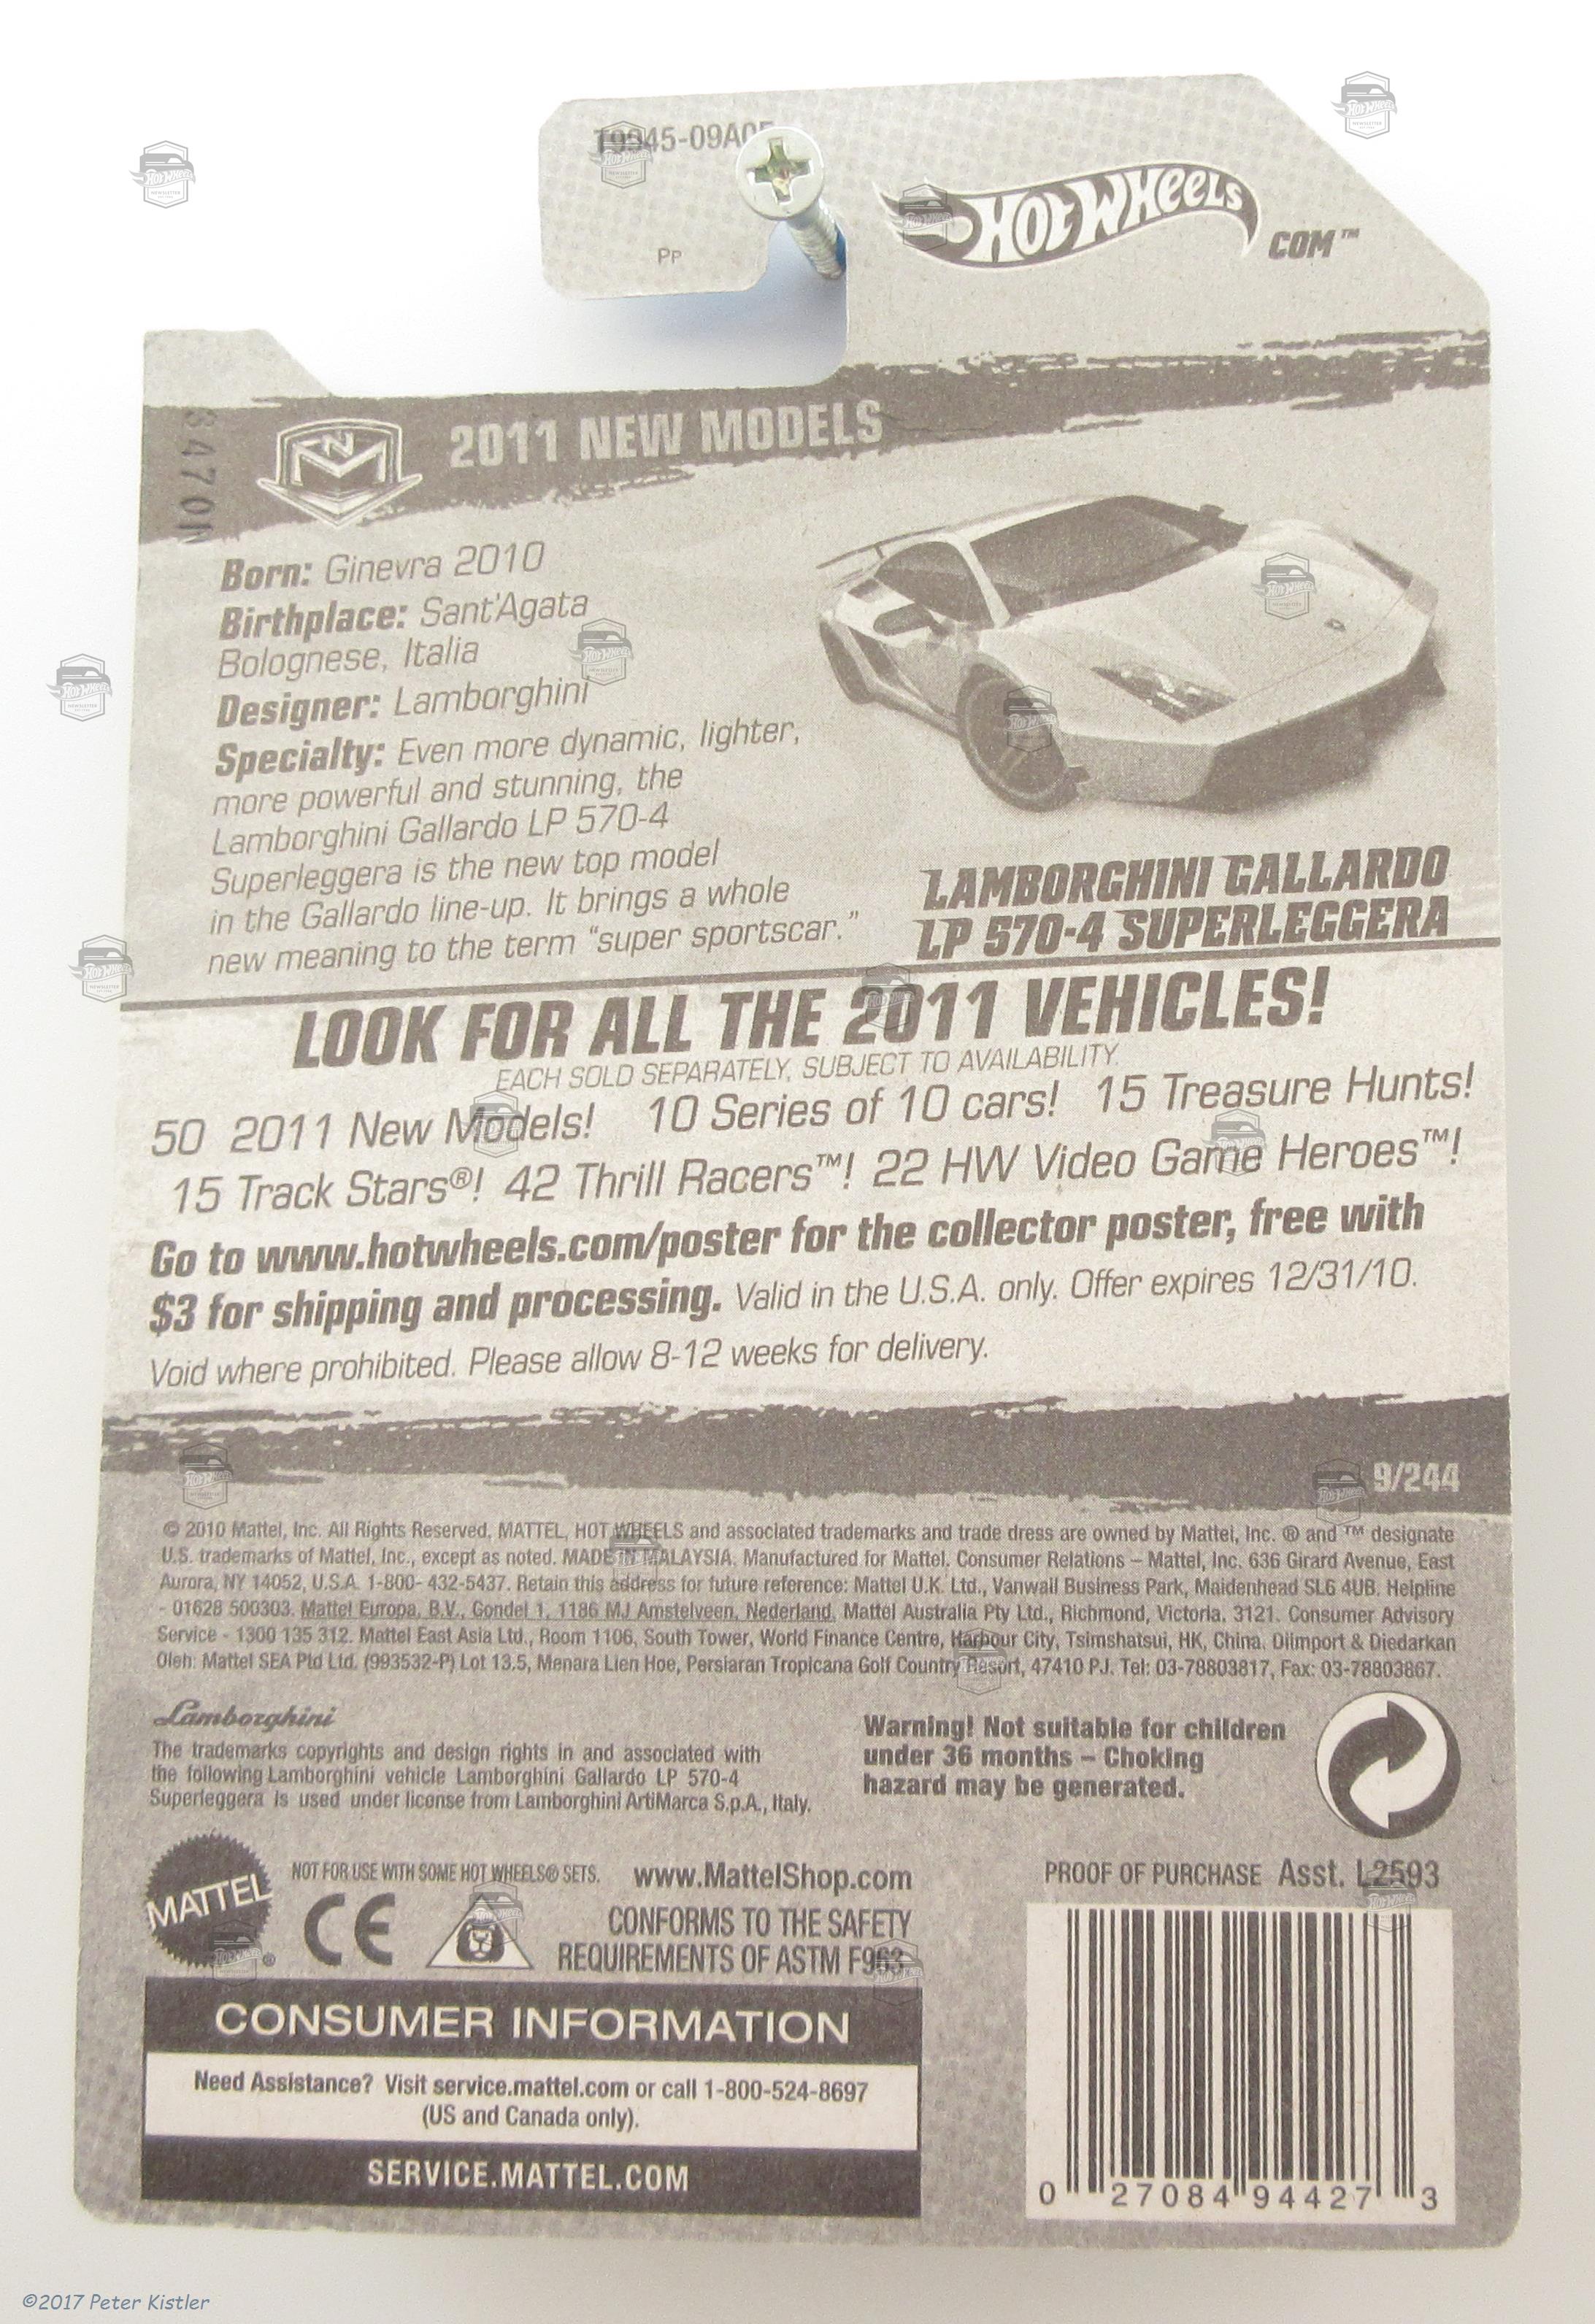 T9945-09A0
Pp
HOT WHEELS
COM™
2011 NEW MODELS
Born: Ginevra 2010
Birthplace: Sant'Agata
Bolognese, Italia
Designer: Lamborghini
Specialty: Even more dynamic, lighter,
more powerful and stunning, the
Lamborghini Gallardo LP 570-4
Superleggera is the new top model
in the Gallardo line-up. It brings a whole
new meaning to the term "super sportscar."
LAMBORGHINI GALLARDO
LP 570-4 SUPERLEGGERA
LOOK FOR ALL THE 2011 VEHICLES!
EACH SOLD SEPARATELY, SUBJECT TO AVAILABILITY.
50 2011 New Models! 10 Series of 10 cars! 15 Treasure Hunts!
15 Track Stars®! 42 Thrill Racers™! 22 HW Video Game Heroes™!
Go to www.hotwheels.com/poster for the collector poster, free with
$3 for shipping and processing. Valid in the U.S.A. only. Offer expires 12/31/10.
Void where prohibited. Please allow 8-12 weeks for delivery.
9/244
© 2010 Mattel, Inc. All Rights Reserved. MATTEL, HOT WHEELS and associated trademarks and trade dress are owned by Mattel, Inc. ® and ™ designate
U.S. trademarks of Mattel, Inc., except as noted. MADE IN MALAYSIA. Manufactured for Mattel. Consumer Relations – Mattel, Inc. 636 Girard Avenue, East
Aurora, NY 14052, U.S.A. 1-800- 432-5437. Retain this address for future reference: Mattel U.K. Ltd., Vanwall Business Park, Maidenhead SL6 4UB. Helpline
- 01628 500303. Mattel Europa, B.V., Gondel 1, 1186 MJ Amstelveen, Nederland. Mattel Australia Pty Ltd., Richmond, Victoria. 3121. Consumer Advisory
Service - 1300 135 312. Mattel East Asia Ltd., Room 1106, South Tower, World Finance Centre, Harbour City, Tsimshatsui, HK, China. Diimport & Diedarkan
Oleh: Mattel SEA Ptd Ltd. (993532-P) Lot 13.5, Menara Lien Hoe, Persiaran Tropicana Golf Country Resort, 47410 PJ. Tel: 03-78803817, Fax: 03-78803867.
Lamborghini
The trademarks copyrights and design rights in and associated with
the following Lamborghini vehicle Lamborghini Gallardo LP 570-4
Superleggera is used under license from Lamborghini ArtiMarca S.p.A., Italy.
Warning! Not suitable for children
under 36 months – Choking
hazard may be generated.
MATTEL
®
NOT FOR USE WITH SOME HOT WHEELS® SETS.
www.MattelShop.com
CE
CONFORMS TO THE SAFETY
REQUIREMENTS OF ASTM F963
PROOF OF PURCHASE Asst. L2593
CONSUMER INFORMATION
Need Assistance? Visit service.mattel.com or call 1-800-524-8697
(US and Canada only).
SERVICE.MATTEL.COM
0 27084 94427 3
©2017 Peter Kistler